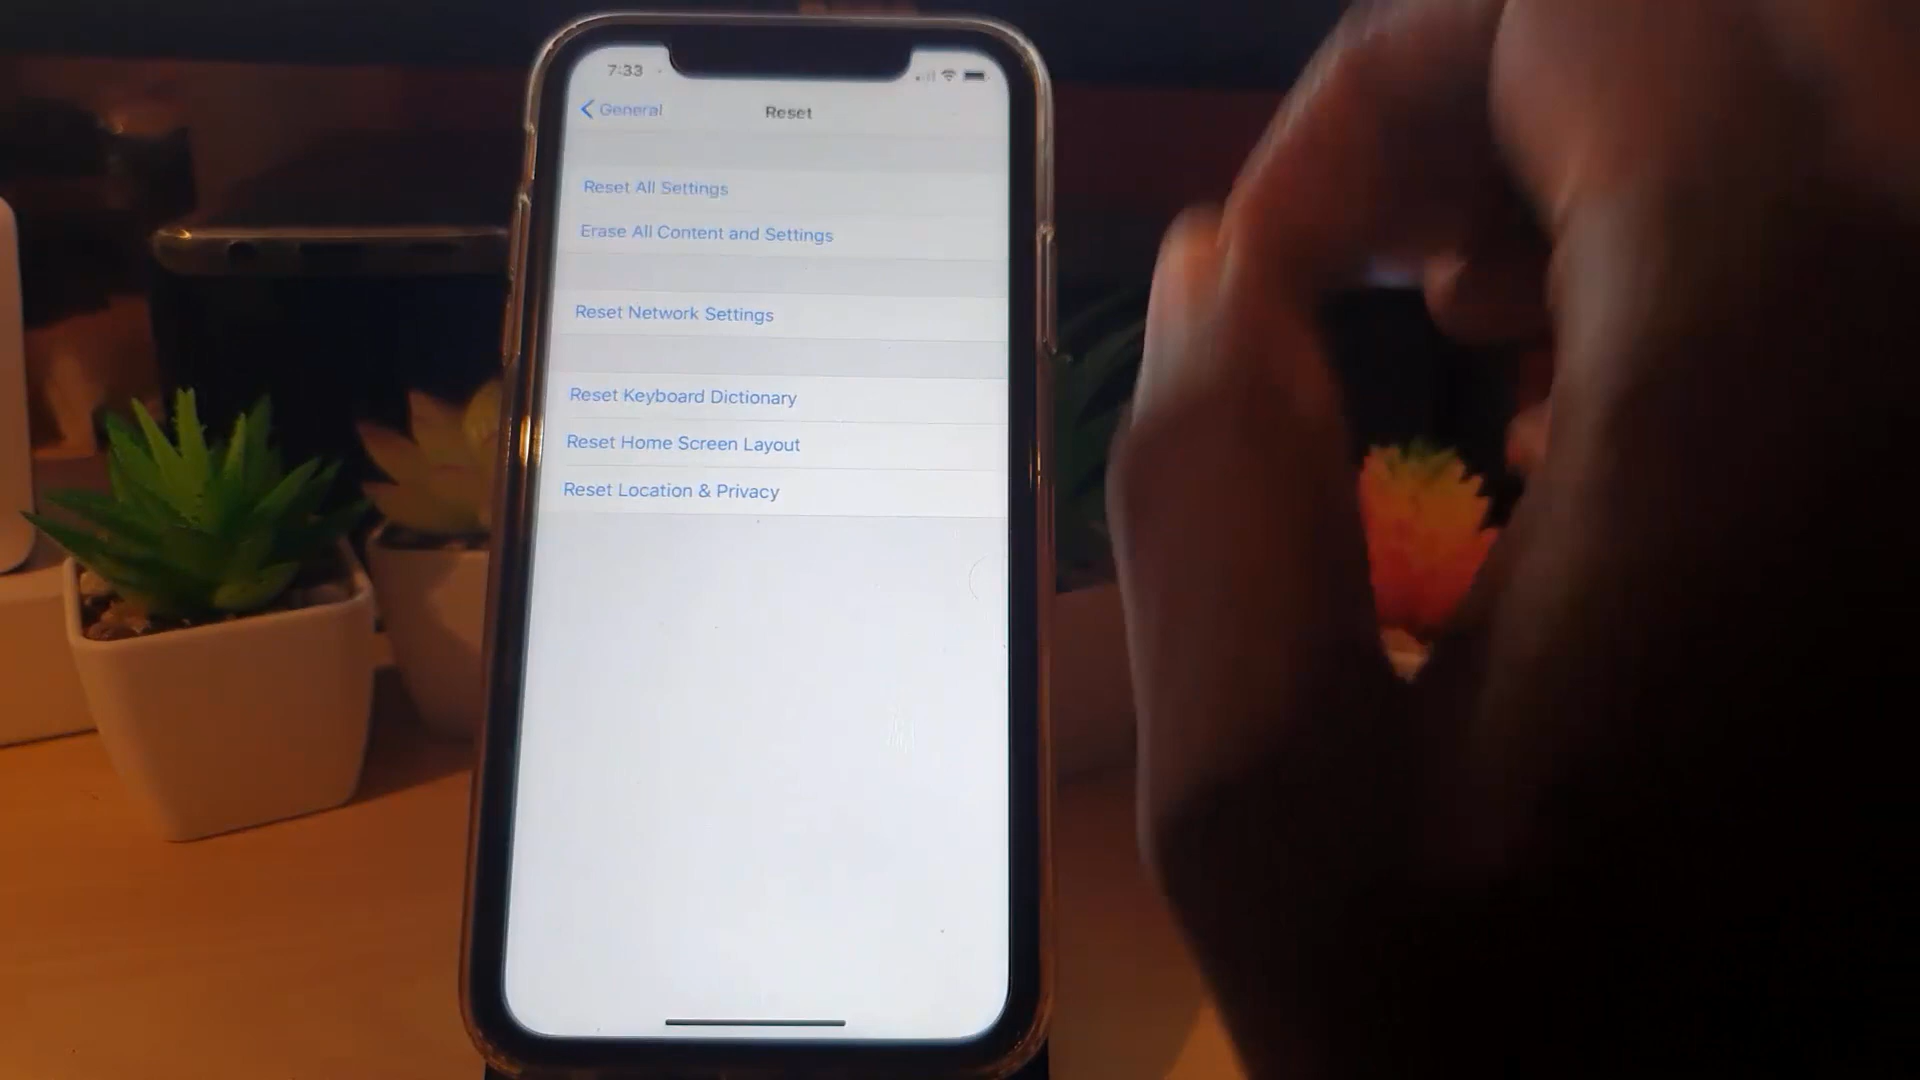 7:33
General
Reset
Reset All Settings
Erase All Content and Settings
Reset Network Settings
Reset Keyboard Dictionary
Reset Home Screen Layout
Reset Location & Privacy